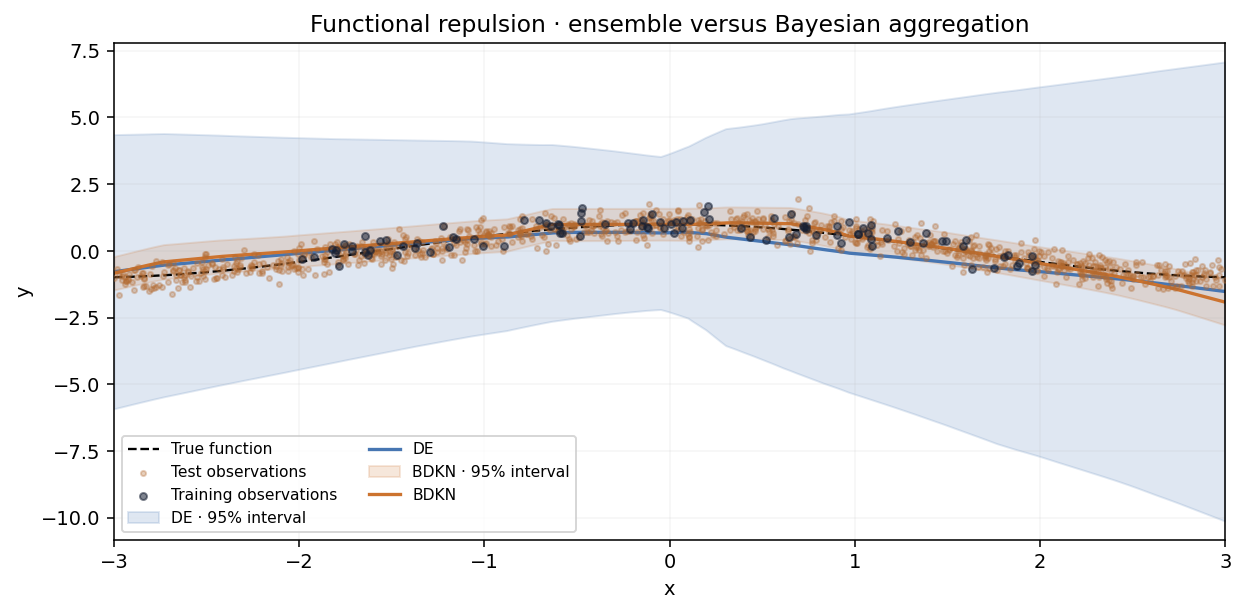 Functional repulsion · ensemble versus Bayesian aggregation
y
7.5
5.0
2.5
0.0
−2.5
−5.0
−7.5
−10.0
True function
Test observations
Training observations
DE · 95% interval
DE
BDKN · 95% interval
BDKN
−3
−2
−1
0
1
2
3
x